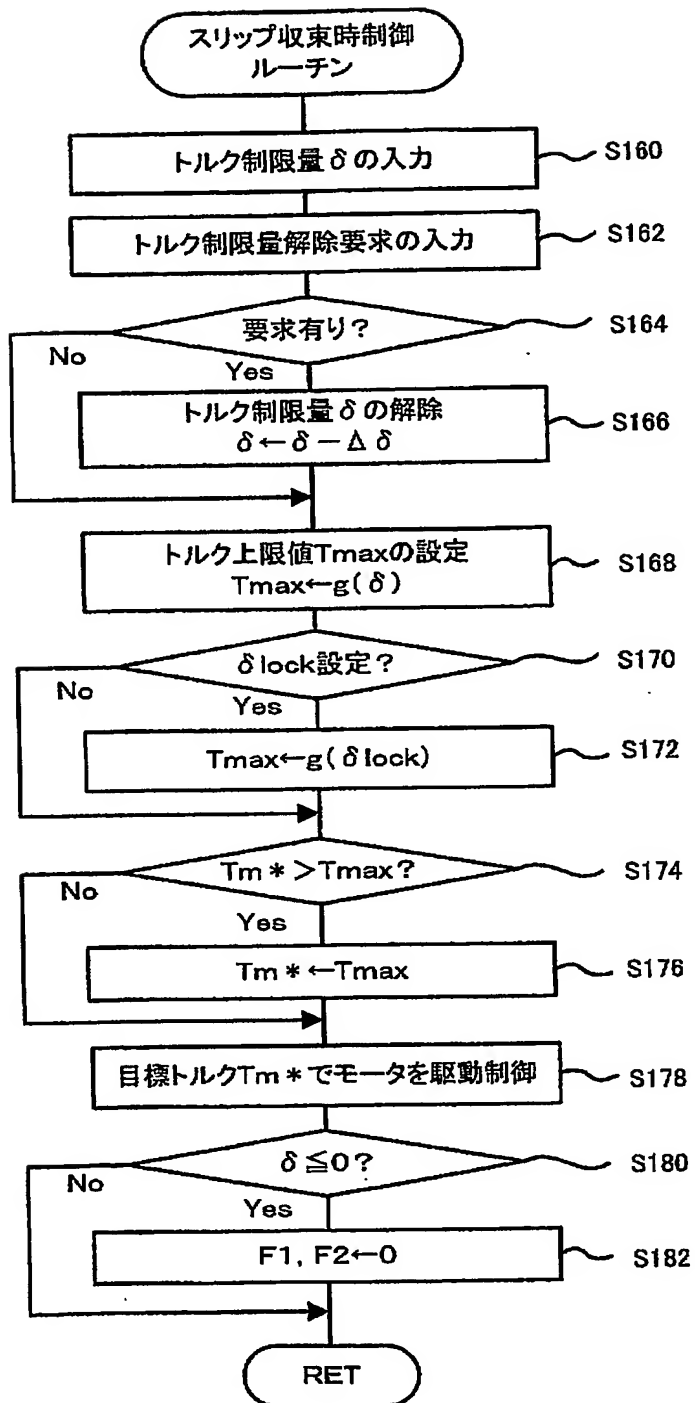 スリップ収束時制御
ルーチン
トルク制限量δの入力
S160
トルク制限量解除要求の入力
S162
要求有り?
S164
No
Yes
トルク制限量δの解除
δ←δ－Δδ
S166
トルク上限値Tmaxの設定
Tmax←g(δ)
S168
δlock設定?
S170
No
Yes
Tmax←g(δlock)
S172
Tm*>Tmax?
S174
No
Yes
Tm*←Tmax
S176
目標トルクTm*でモータを駆動制御
S178
δ≦0?
S180
No
Yes
F1, F2←0
S182
RET